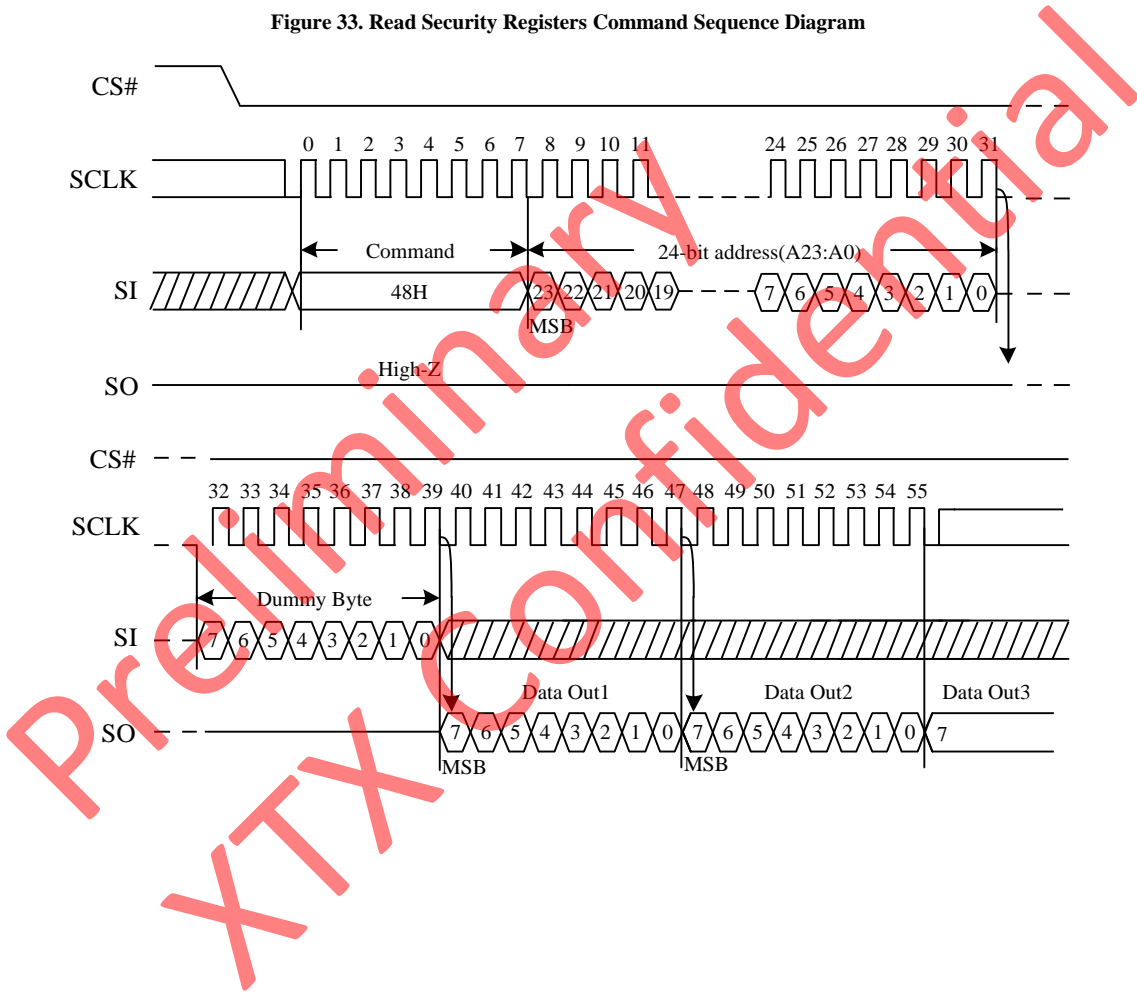 Figure 33. Read Security Registers Command Sequence Diagram
CS#
0 1 2 3 4 5 6 7 8 9 10 11 24 25 26 27 28 29 30 31
SCLK
Command 24-bit address(A23:A0)
SI 48H 23 22 21 20 19 7 6 5 4 3 2 1 0
MSB
High-Z
SO
CS#
32 33 34 35 36 37 38 39 40 41 42 43 44 45 46 47 48 49 50 51 52 53 54 55
SCLK
Dummy Byte
SI 7 6 5 4 3 2 1 0
Data Out1 Data Out2 Data Out3
SO 7 6 5 4 3 2 1 0 7 6 5 4 3 2 1 0 7
MSB MSB
Preliminary
XTX Confidential